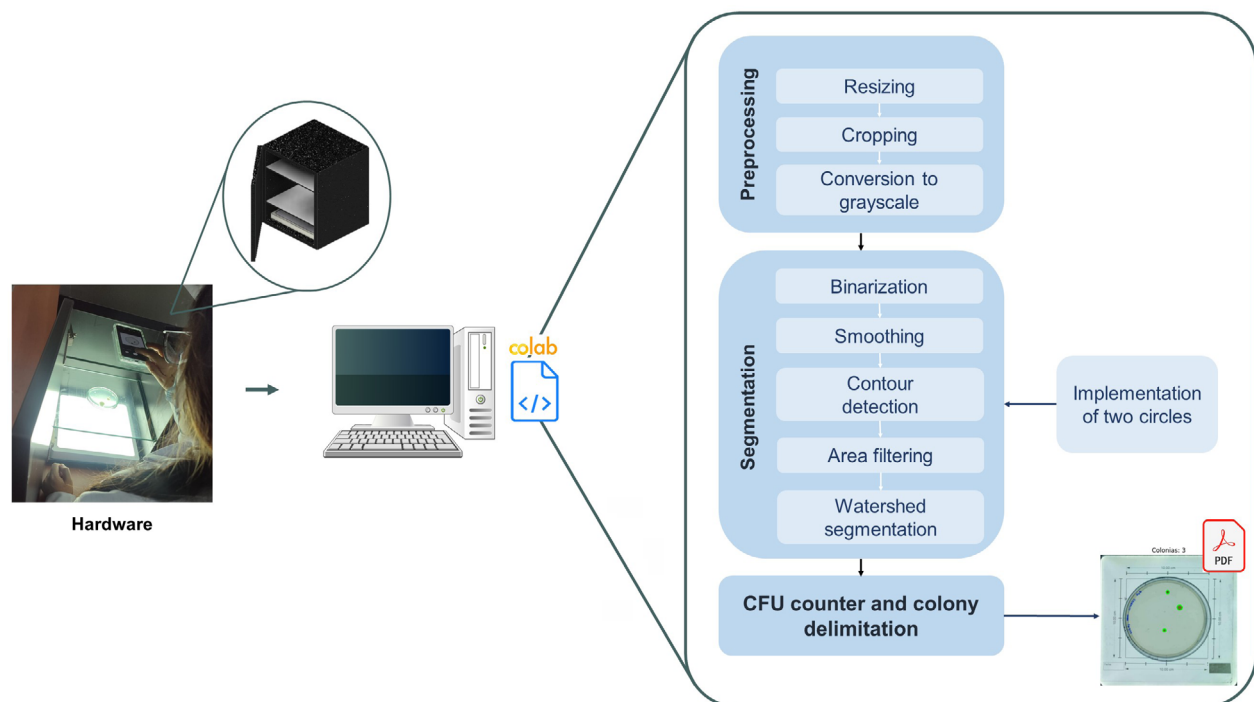 Hardware
colab
</>
Preprocessing
Resizing
Cropping
Conversion to
grayscale
Segmentation
Binarization
Smoothing
Contour
detection
Area filtering
Watershed
segmentation
Implementation
of two circles
CFU counter and colony
delimitation
Colonias: 3
PDF